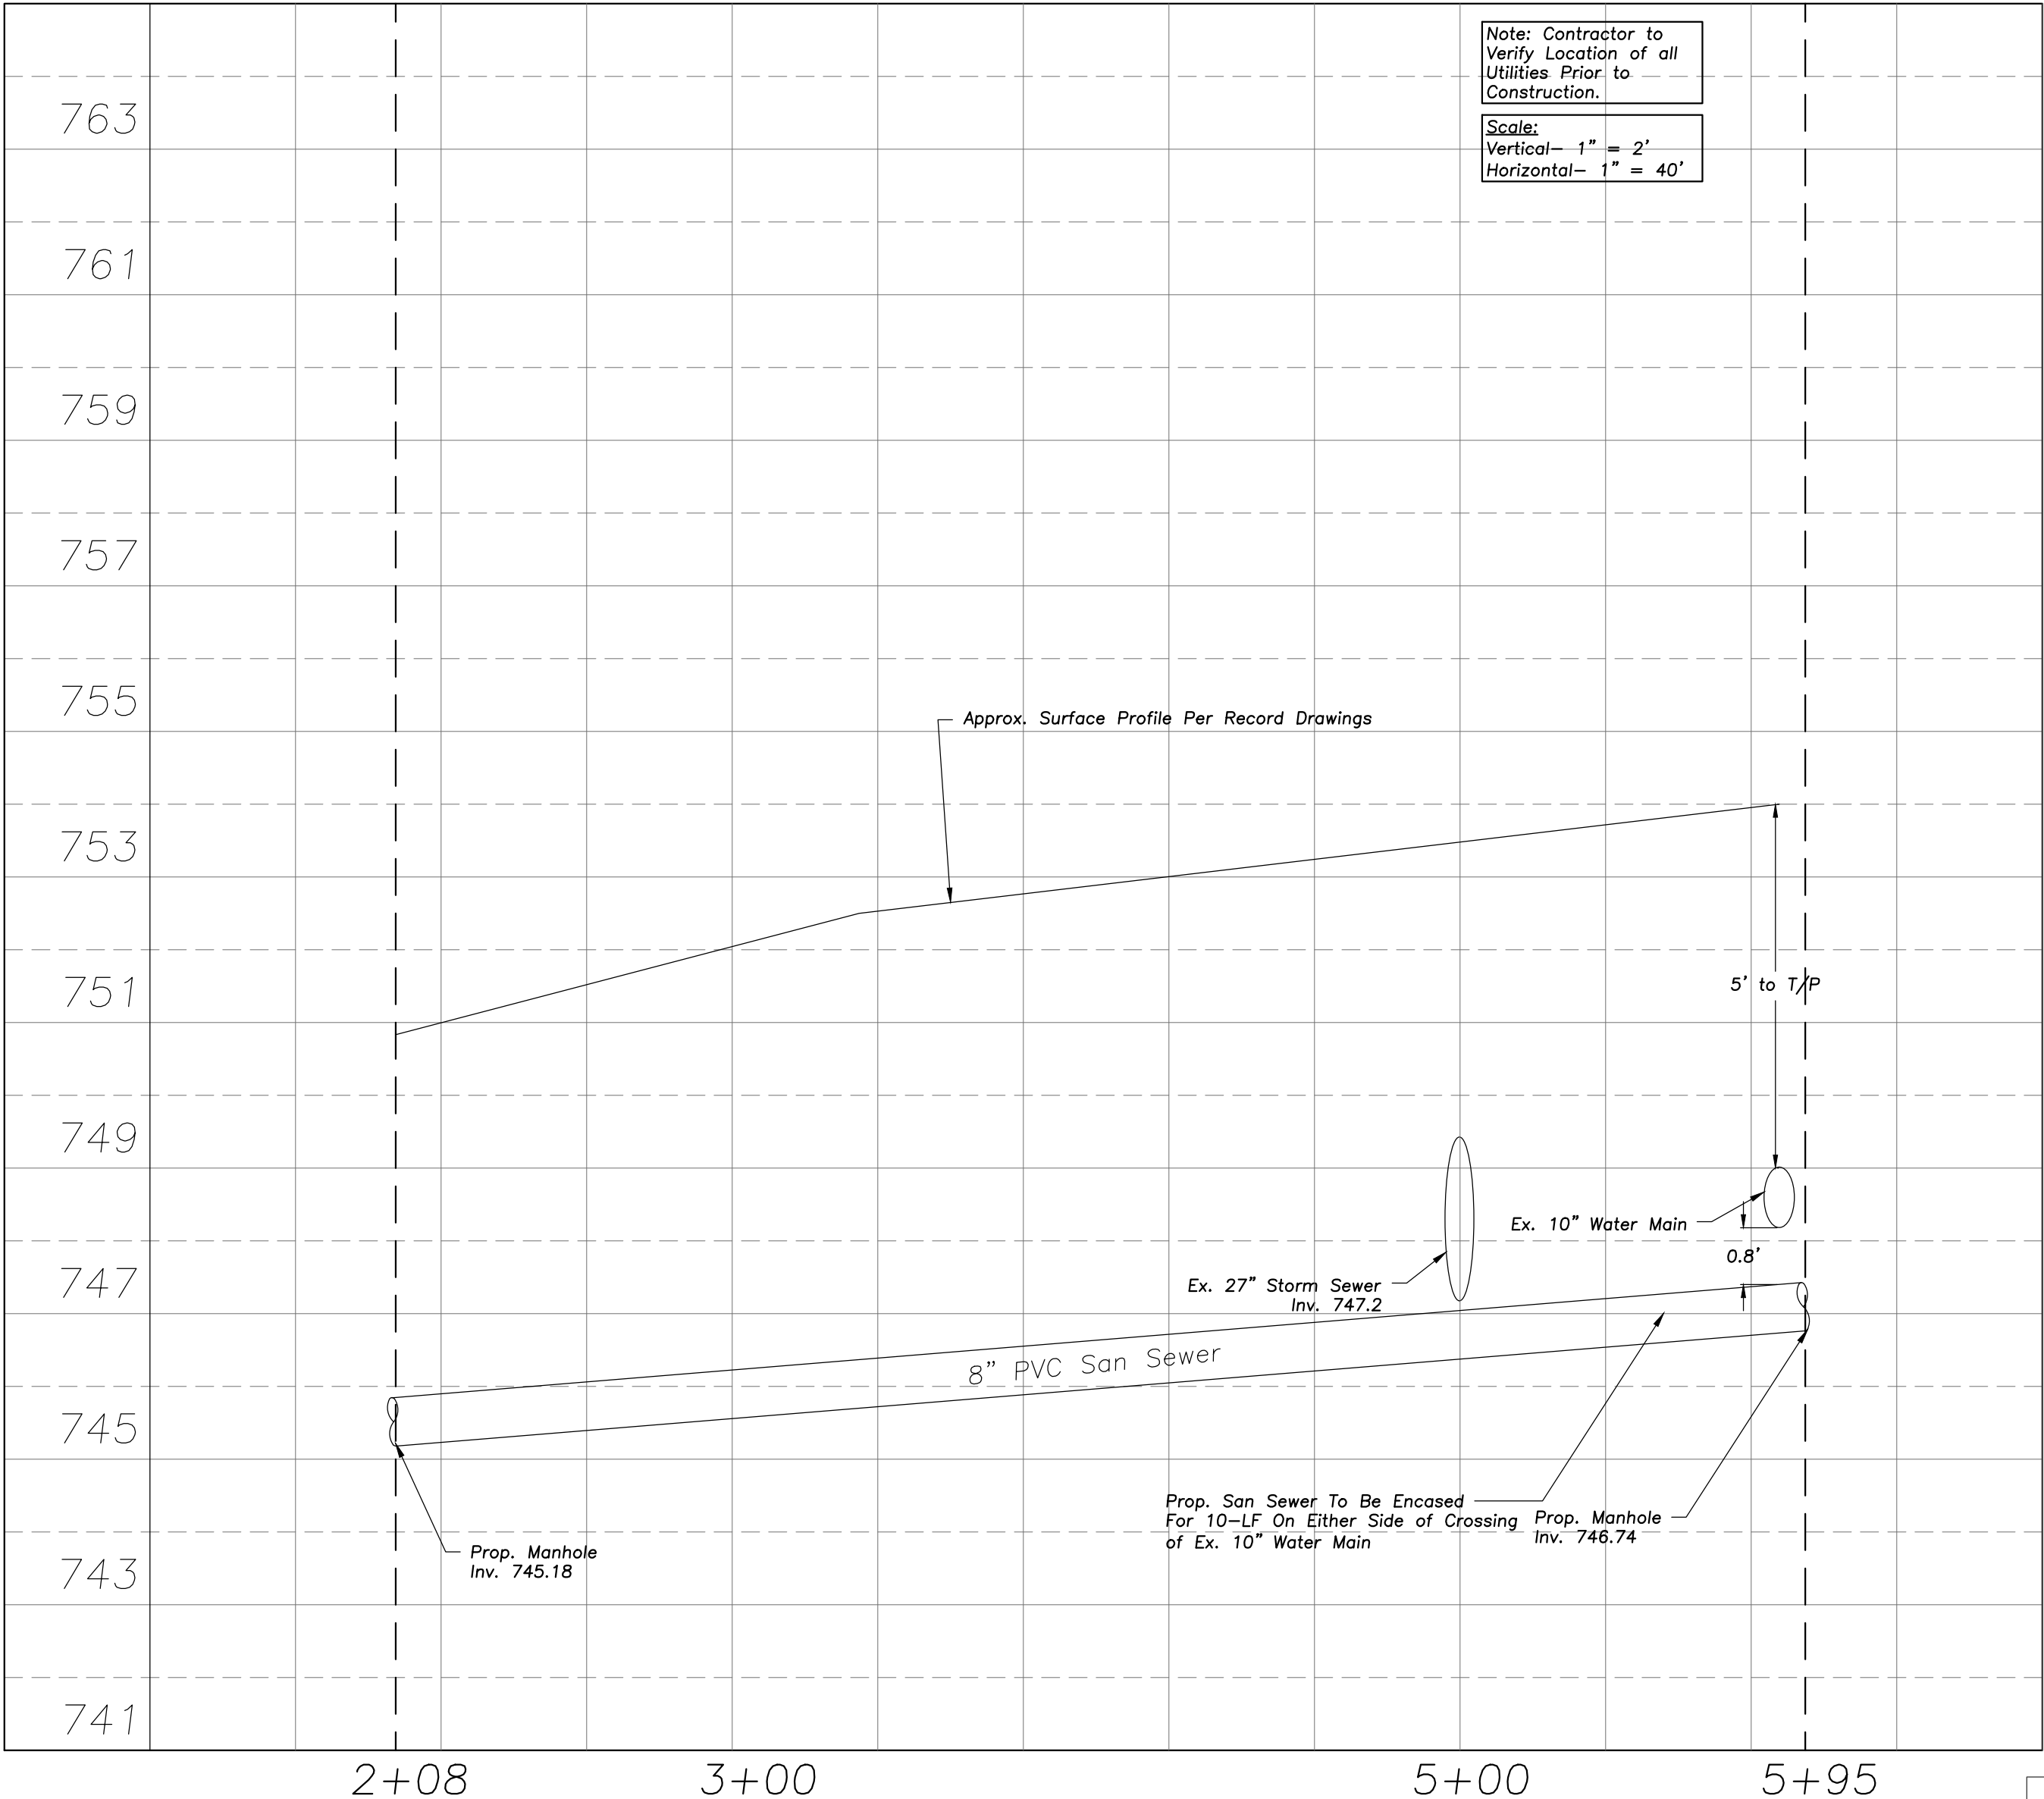 Note: Contractor to
Verify Location of all
Utilities Prior to
Construction.
Scale:
Vertical- 1" = 2'
Horizontal- 1" = 40'
763
761
759
757
755
Approx. Surface Profile Per Record Drawings
753
751
5' to T/P
749
Ex. 10" Water Main
0.8'
747
Ex. 27" Storm Sewer
Inv. 747.2
8" PVC San Sewer
745
Prop. San Sewer To Be Encased
For 10-LF On Either Side of Crossing
of Ex. 10" Water Main
Prop. Manhole
Inv. 746.74
743
Prop. Manhole
Inv. 745.18
741
2+08
3+00
5+00
5+95